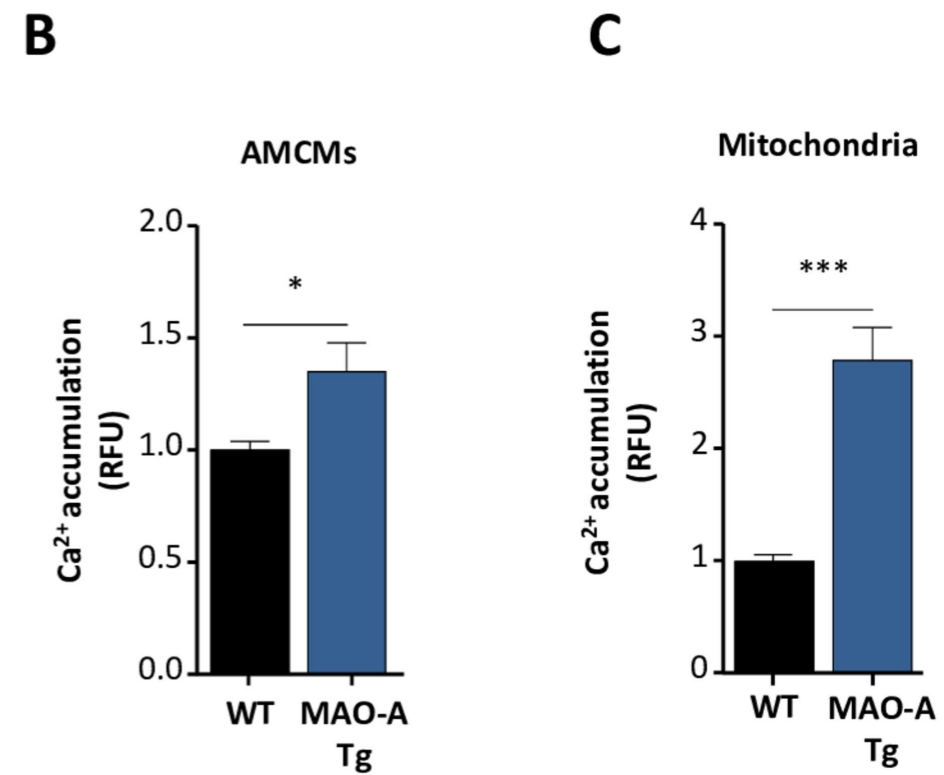 B
AMCMs
Ca²⁺ accumulation
(RFU)
2.0
1.5
1.0
0.5
0.0
*
WT
MAO-A
Tg
C
Mitochondria
Ca²⁺ accumulation
(RFU)
4
3
2
1
0
***
WT
MAO-A
Tg